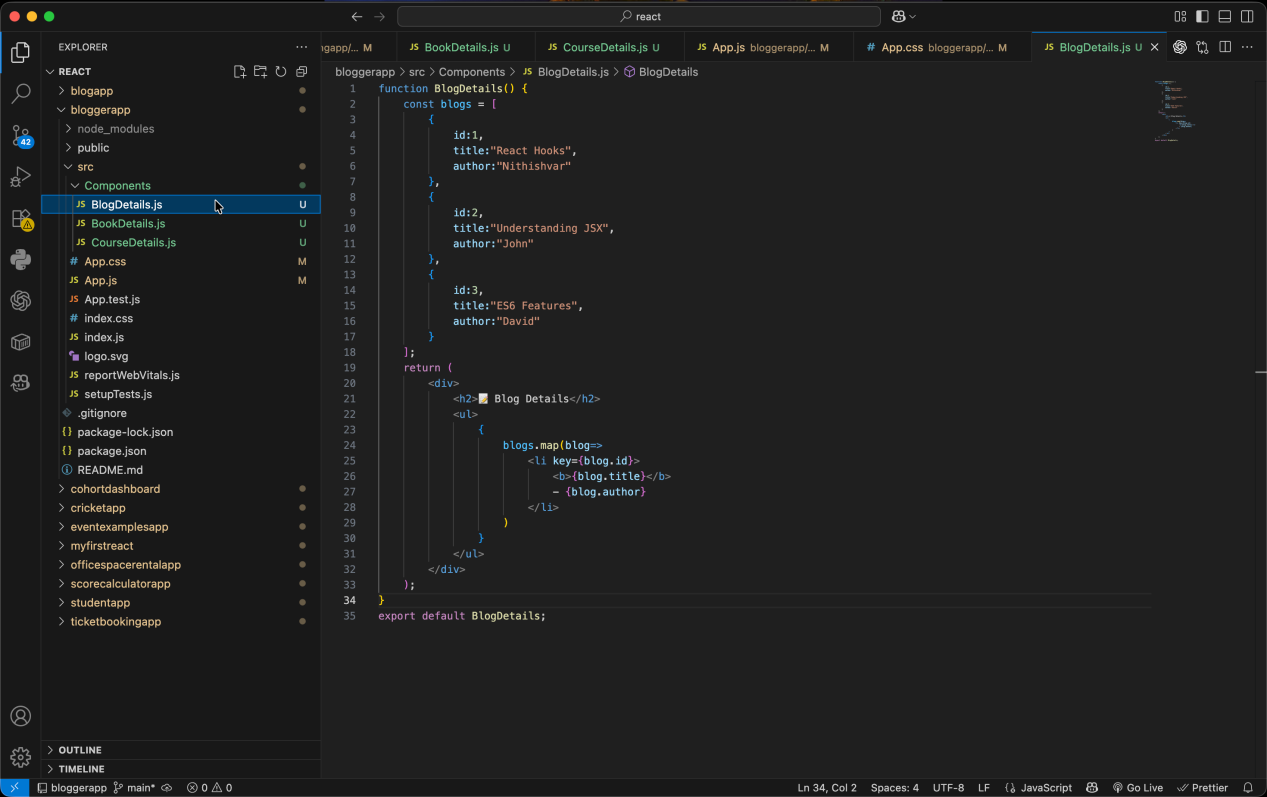 react
EXPLORER
REACT
blogapp
bloggerapp
node_modules
public
src
Components
BlogDetails.js U
BookDetails.js U
CourseDetails.js U
App.css M
App.js M
App.test.js
index.css
index.js
logo.svg
reportWebVitals.js
setupTests.js
.gitignore
package-lock.json
package.json
README.md
cohortdashboard
cricketapp
eventexamplesapp
myfirstreact
officespacerentalapp
scorecalculatorapp
studentapp
ticketbookingapp
OUTLINE
TIMELINE
42
ngapp/... M
JS BookDetails.js U
JS CourseDetails.js U
JS App.js bloggerapp/... M
# App.css bloggerapp/... M
JS BlogDetails.js U
bloggerapp > src > Components > JS BlogDetails.js > BlogDetails
1 function BlogDetails() {
2 const blogs = [
3 {
4 id:1,
5 title:"React Hooks",
6 author:"Nithishvar"
7 },
8 {
9 id:2,
10 title:"Understanding JSX",
11 author:"John"
12 },
13 {
14 id:3,
15 title:"ES6 Features",
16 author:"David"
17 }
18 ];
19 return (
20 <div>
21 <h2>📝 Blog Details</h2>
22 <ul>
23 {
24 blogs.map(blog=>
25 <li key={blog.id}>
26 <b>{blog.title}</b>
27 - {blog.author}
28 </li>
29 )
30 }
31 </ul>
32 </div>
33 );
34 }
35 export default BlogDetails;
bloggerapp main* 0 0 Ln 34, Col 2 Spaces: 4 UTF-8 LF {} JavaScript Go Live Prettier